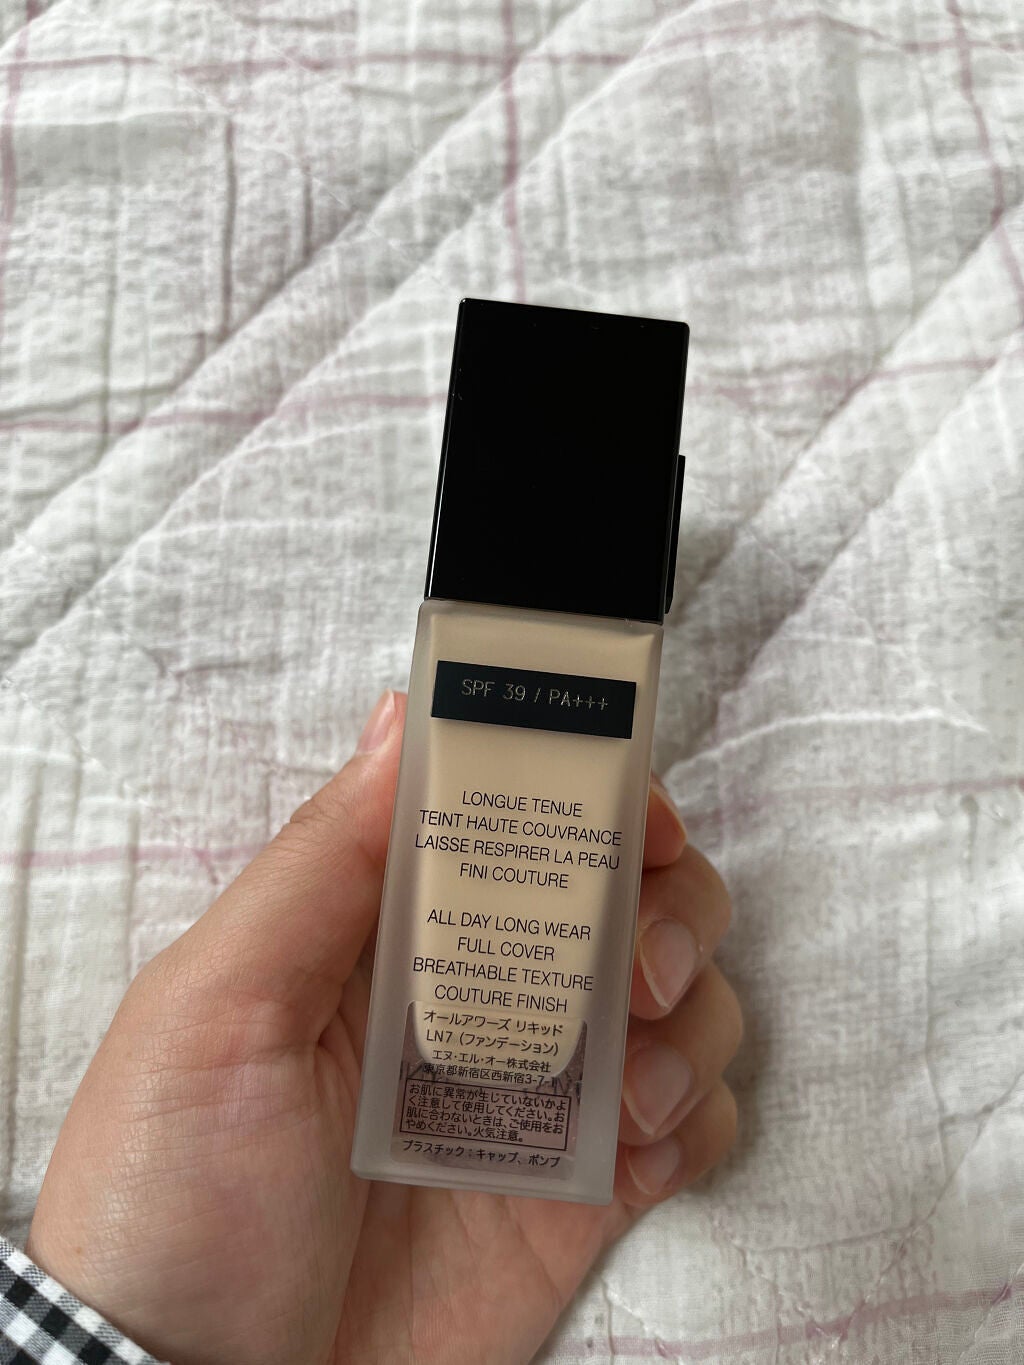 SPF 39 / PA+++
LONGUE TENUE
TEINT HAUTE COUVRANCE
LAISSE RESPIRER LA PEAU
FINI COUTURE
ALL DAY LONG WEAR
FULL COVER
BREATHABLE TEXTURE
COUTURE FINISH
オールアワーズ リキッド
LN7（ファンデーション）
エヌ・エル・オー株式会社
東京都新宿区西新宿3-7-1
お肌に異常が生じていないかよ
く注意して使用してください。お
肌に合わないときは、ご使用をお
やめください。火気注意。
プラスチック：キャップ、ポンプ